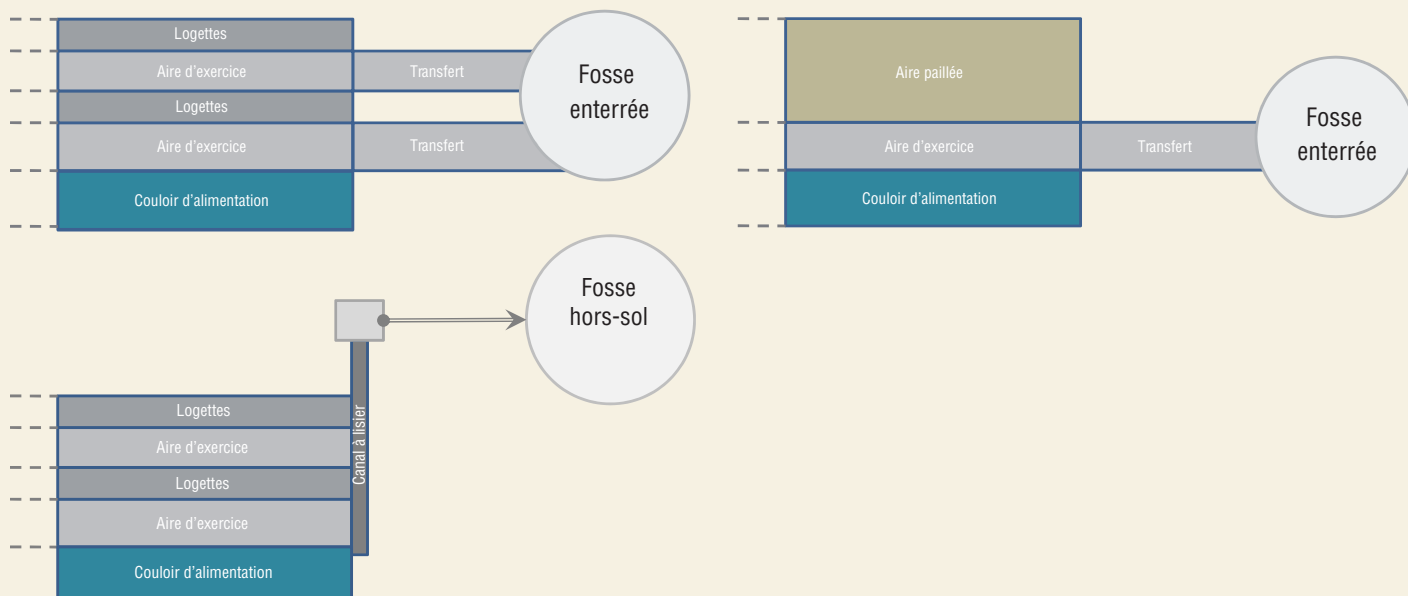 Logettes
Aire d'exercice
Logettes
Aire d'exercice
Couloir d'alimentation
Transfert
Transfert
Fosse
enterrée
Aire paillée
Aire d'exercice
Couloir d'alimentation
Transfert
Fosse
enterrée
Fosse
hors-sol
Canal à lisier
Logettes
Aire d'exercice
Logettes
Aire d'exercice
Couloir d'alimentation